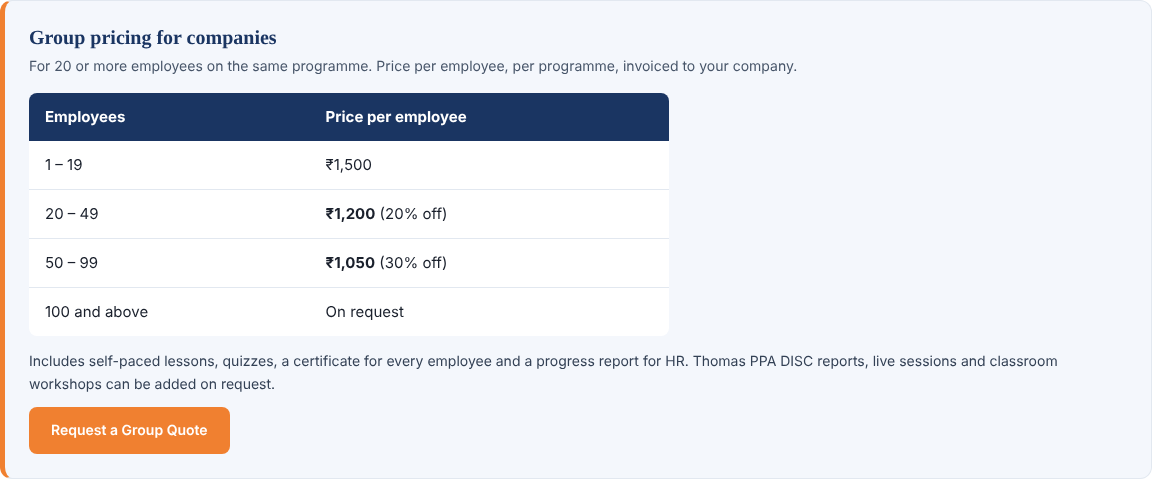 Group pricing for companies
For 20 or more employees on the same programme. Price per employee, per programme, invoiced to your company.
Employees Price per employee
1 – 19 ₹1,500
20 – 49 ₹1,200 (20% off)
50 – 99 ₹1,050 (30% off)
100 and above On request
Includes self-paced lessons, quizzes, a certificate for every employee and a progress report for HR. Thomas PPA DISC reports, live sessions and classroom
workshops can be added on request.
Request a Group Quote